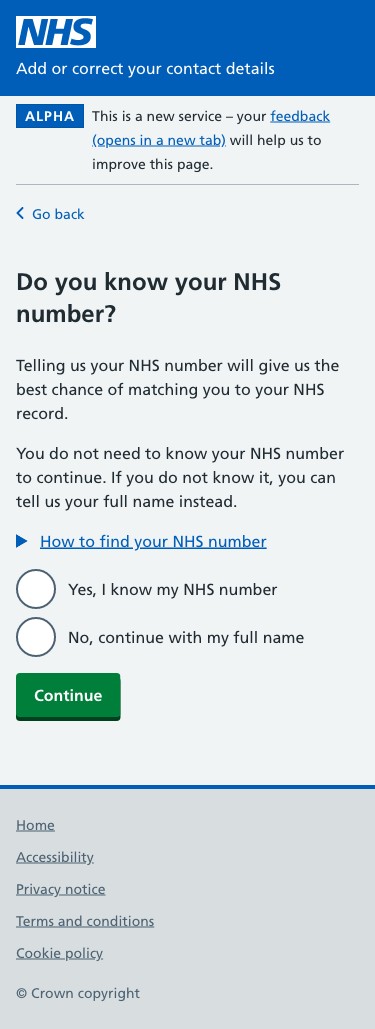 NHS
Add or correct your contact details
ALPHA
This is a new service – your feedback
(opens in a new tab) will help us to
improve this page.
Go back
Do you know your NHS
number?
Telling us your NHS number will give us the
best chance of matching you to your NHS
record.
You do not need to know your NHS number
to continue. If you do not know it, you can
tell us your full name instead.
How to find your NHS number
Yes, I know my NHS number
No, continue with my full name
Continue
Home
Accessibility
Privacy notice
Terms and conditions
Cookie policy
© Crown copyright